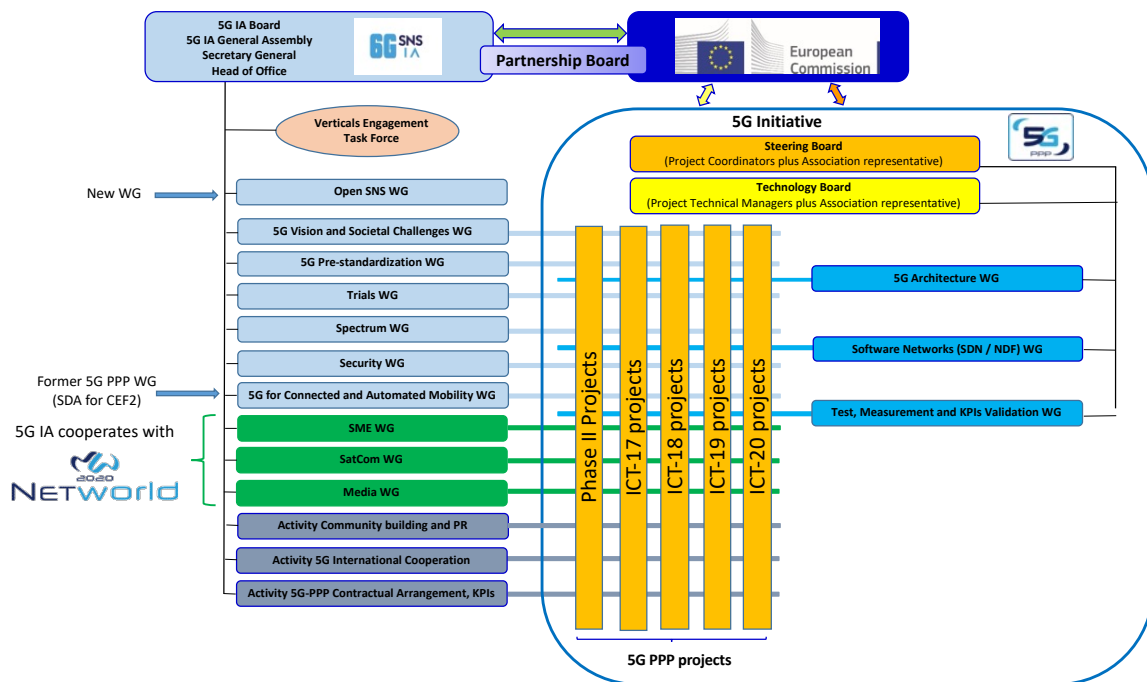 5G IA Board
5G IA General Assembly
Secretary General
Head of Office
6G SNS
IA
Partnership Board
European
Commission
Verticals Engagement
Task Force
5G Initiative
5G
PPP
Steering Board
(Project Coordinators plus Association representative)
Technology Board
(Project Technical Managers plus Association representative)
New WG
Open SNS WG
5G Vision and Societal Challenges WG
5G Pre-standardization WG
Trials WG
Spectrum WG
Security WG
Former 5G PPP WG
(SDA for CEF2)
5G for Connected and Automated Mobility WG
5G IA cooperates with
2020
NETWorld
SME WG
SatCom WG
Media WG
Activity Community building and PR
Activity 5G International Cooperation
Activity 5G-PPP Contractual Arrangement, KPIs
Phase II Projects
ICT-17 projects
ICT-18 projects
ICT-19 projects
ICT-20 projects
5G Architecture WG
Software Networks (SDN / NDF) WG
Test, Measurement and KPIs Validation WG
5G PPP projects